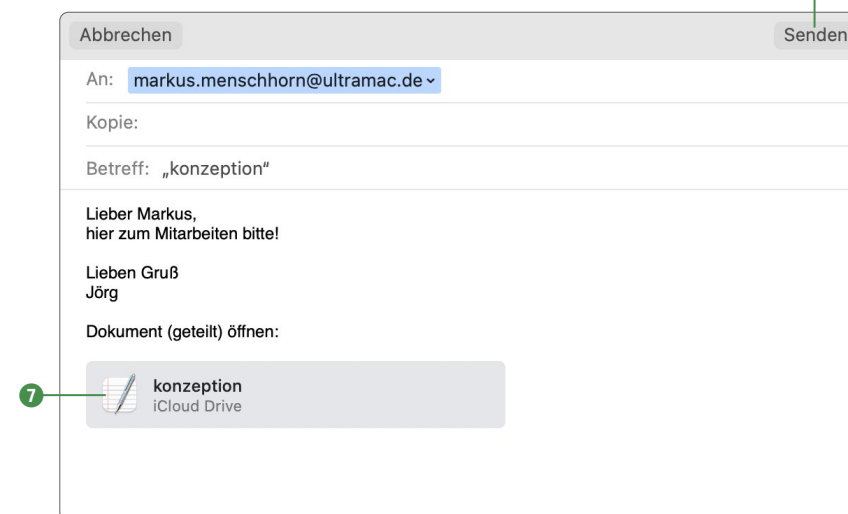 Abbrechen
Senden
An: markus.menschhorn@ultramac.de
Kopie:
Betreff: „konzeption“
Lieber Markus,
hier zum Mitarbeiten bitte!
Lieben Gruß
Jörg
Dokument (geteilt) öffnen:
7
konzeption
iCloud Drive